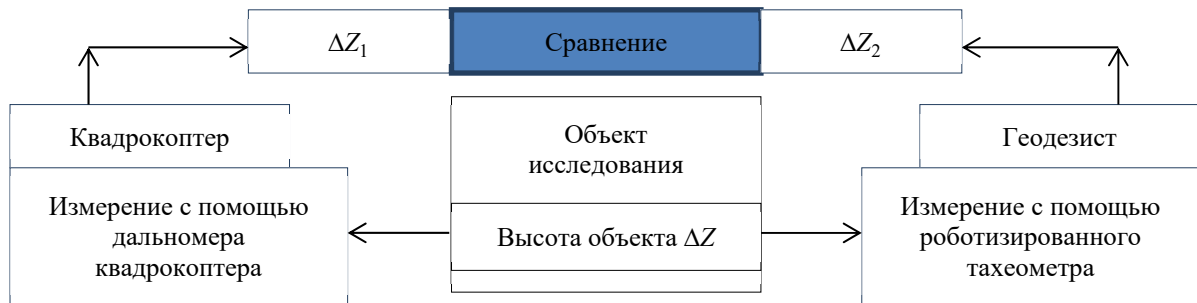 ΔZ1 Сравнение ΔZ2
Квадрокоптер
Измерение с помощью
дальномера
квадрокоптера
Объект
исследования
Высота объекта ΔZ
Геодезист
Измерение с помощью
роботизированного
тахеометра